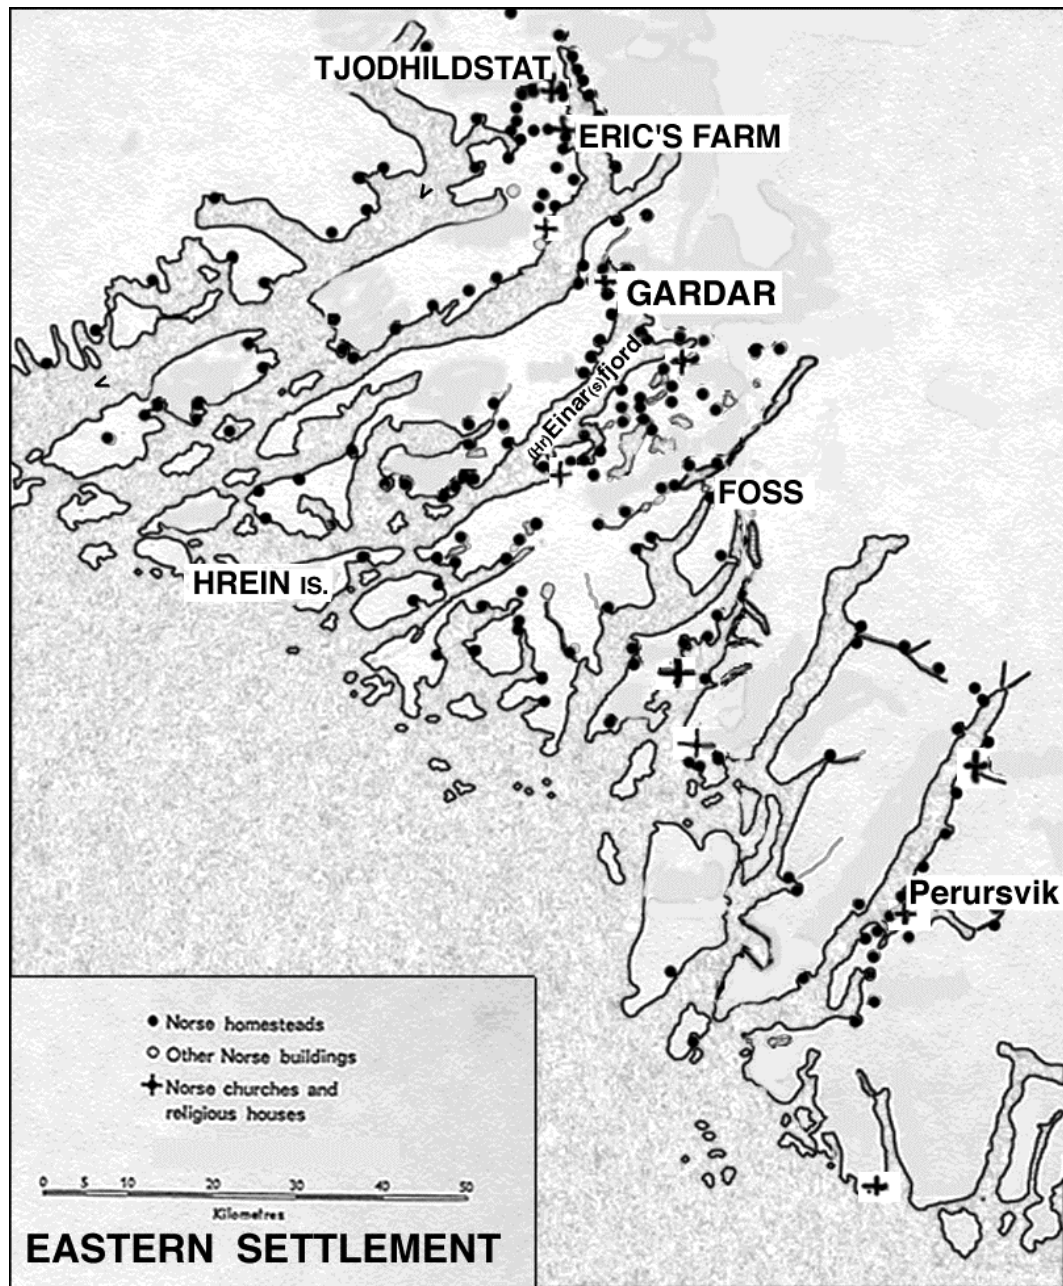 TJODHILDSTAT
ERIC'S FARM
GARDAR
(Hr)Einar(s)fjord
FOSS
HREIN IS.
Perursvik
Norse homesteads
Other Norse buildings
Norse churches and
religious houses
0 5 10 20 30 40 50
Kilometres
EASTERN SETTLEMENT